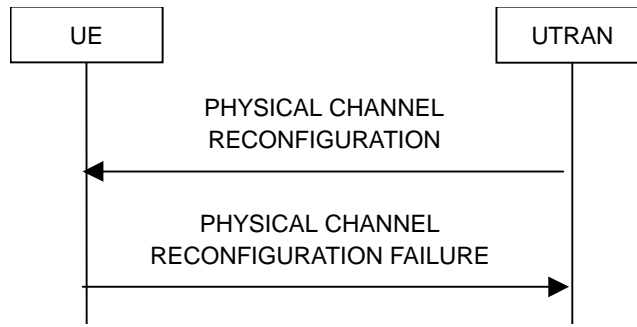 UE
UTRAN
PHYSICAL CHANNEL
RECONFIGURATION
PHYSICAL CHANNEL
RECONFIGURATION FAILURE